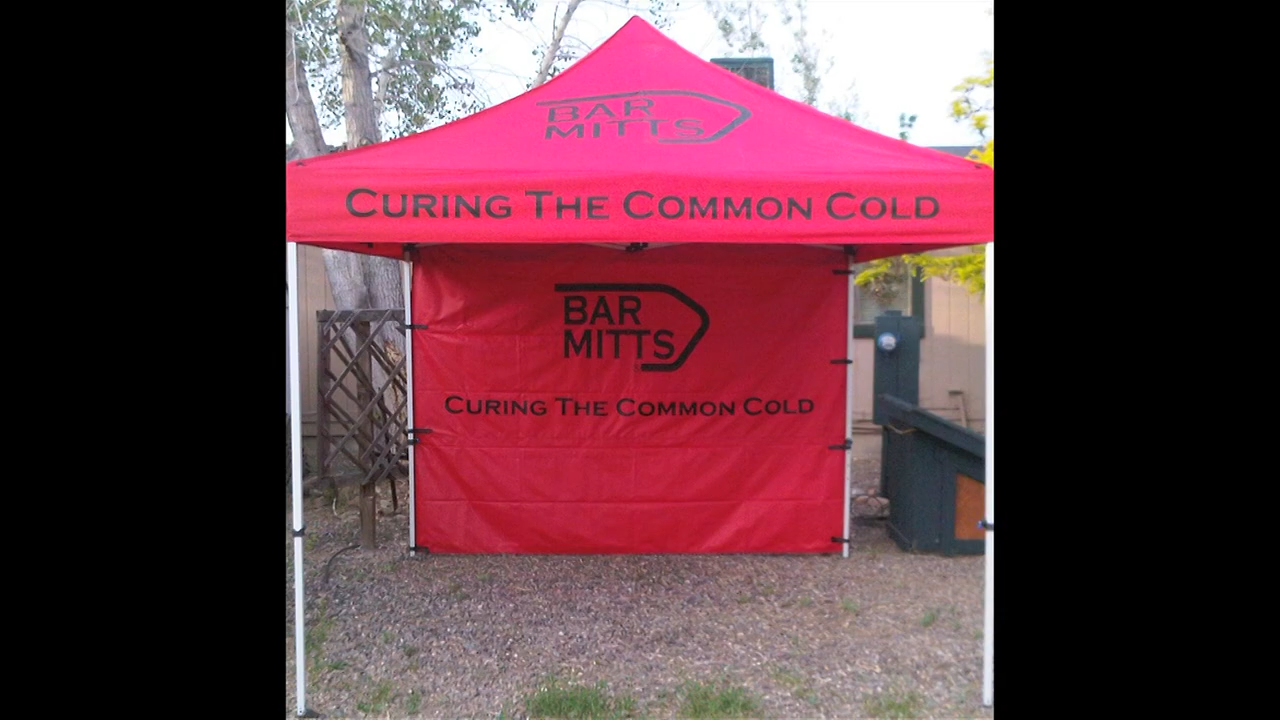 BAR
MITTS
CURING THE COMMON COLD
BAR
MITTS
CURING THE COMMON COLD